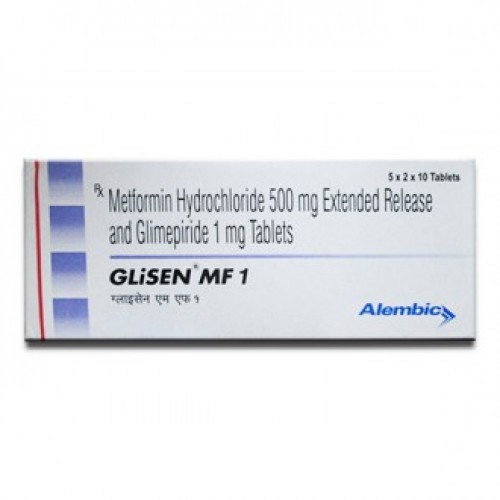 5 x 2 x 10 Tablets
℞ Metformin Hydrochloride 500 mg Extended Release
and Glimepiride 1 mg Tablets
GLiSEN® MF 1
ग्लाइसेन एम एफ १
Alembic